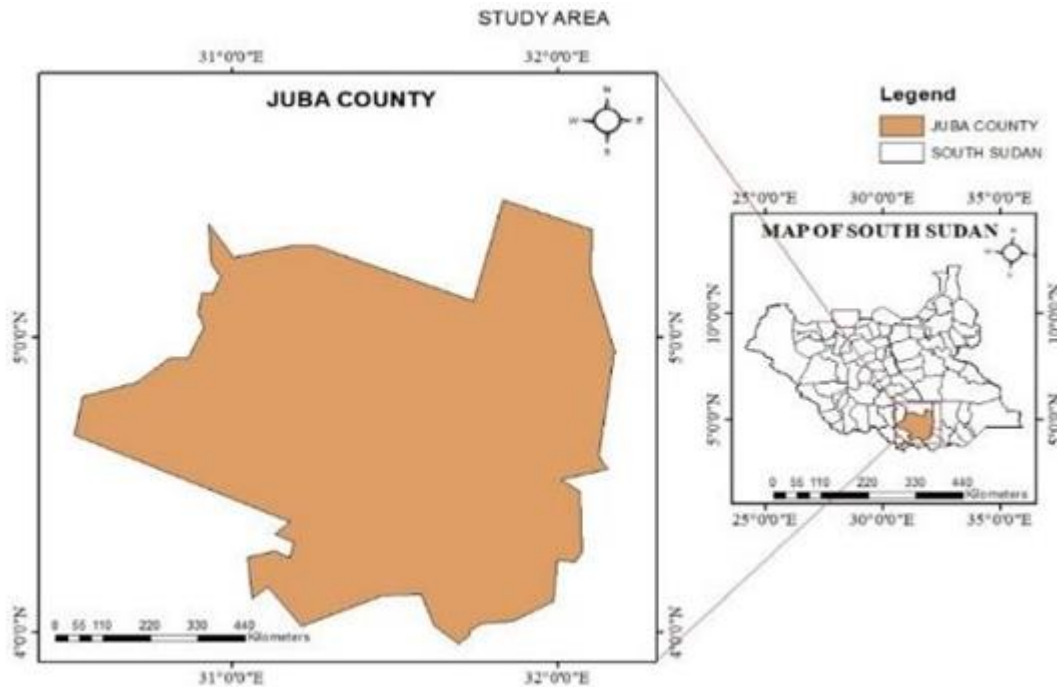 STUDY AREA
31°0'0"E 32°0'0"E
JUBA COUNTY
N
W E
S
5°0'0"N 5°0'0"N
4°0'0"N 4°0'0"N
0 55 110 220 330 440
Kilometers
31°0'0"E 32°0'0"E
Legend
JUBA COUNTY
SOUTH SUDAN
25°0'0"E 30°0'0"E 35°0'0"E
MAP OF SOUTH SUDAN
N
W E
S
10°0'0"N 10°0'0"N
5°0'0"N 5°0'0"N
0 55 110 220 330 440
Kilometers
25°0'0"E 30°0'0"E 35°0'0"E